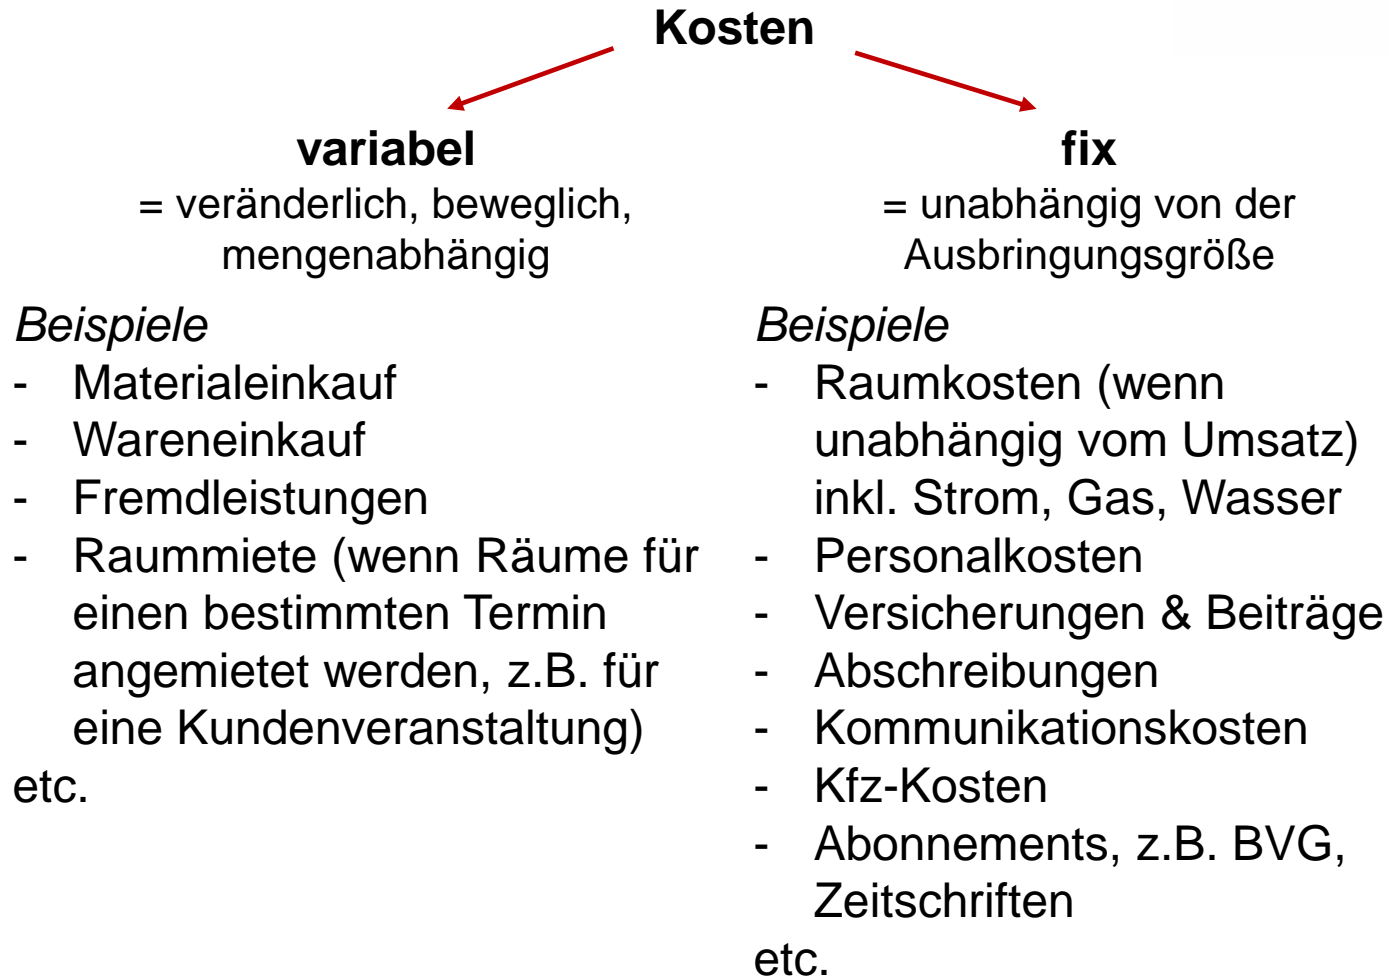 Kosten
variabel
= veränderlich, beweglich,
mengenabhängig
Beispiele
- Materialeinkauf
- Wareneinkauf
- Fremdleistungen
- Raummiete (wenn Räume für
einen bestimmten Termin
angemietet werden, z.B. für
eine Kundenveranstaltung)
etc.
fix
= unabhängig von der
Ausbringungsgröße
Beispiele
- Raumkosten (wenn
unabhängig vom Umsatz)
inkl. Strom, Gas, Wasser
- Personalkosten
- Versicherungen & Beiträge
- Abschreibungen
- Kommunikationskosten
- Kfz-Kosten
- Abonnements, z.B. BVG,
Zeitschriften
etc.